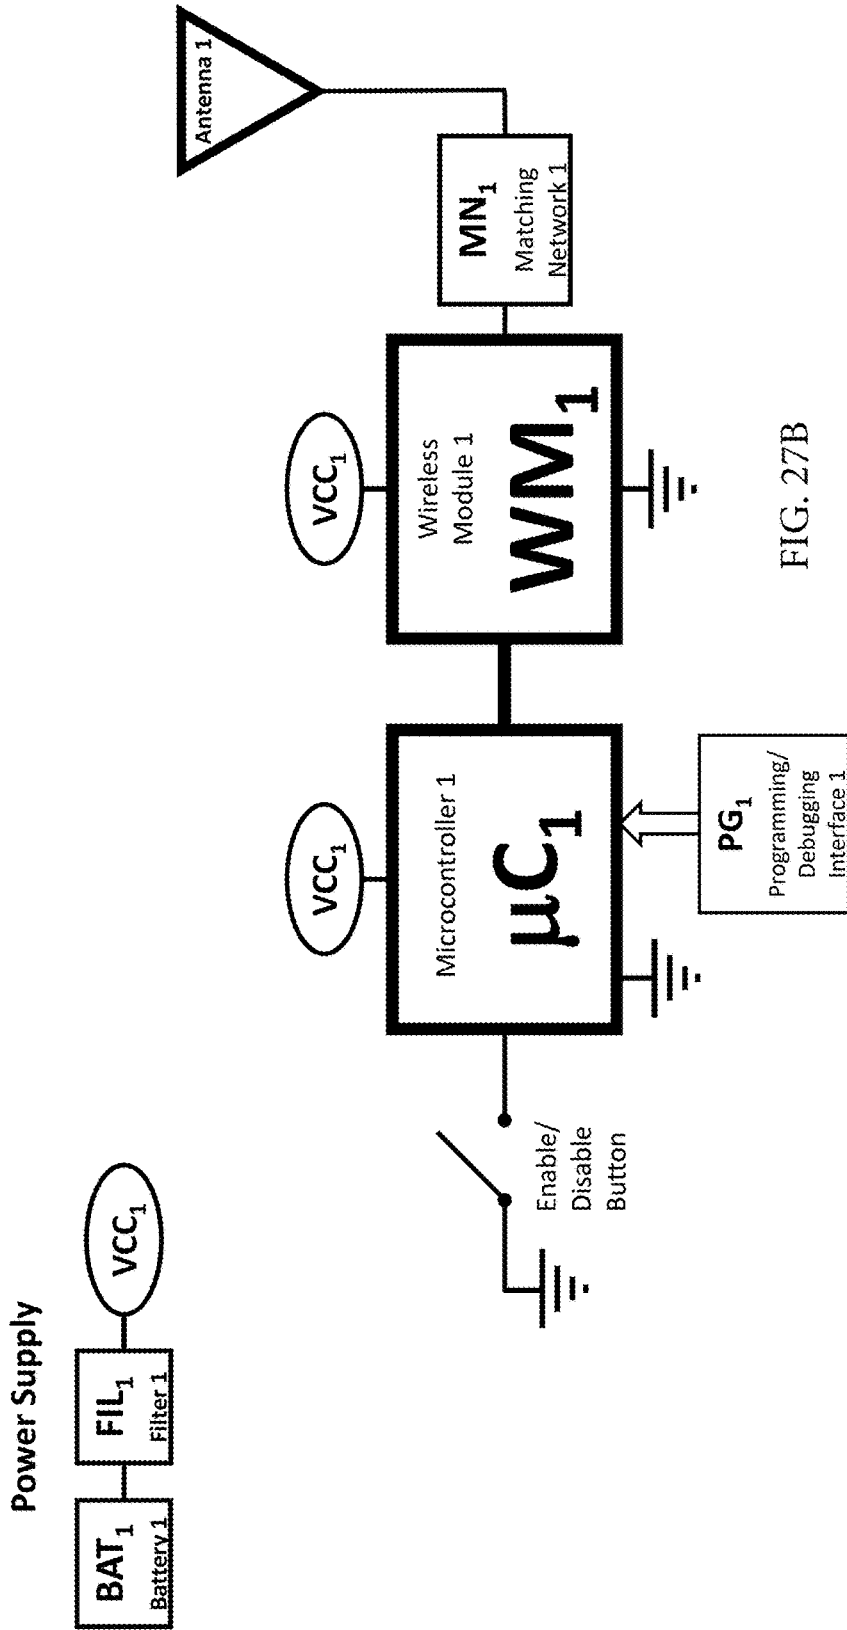 Power Supply
BAT1
Battery 1
FIL1
Filter 1
VCC1
Enable/
Disable
Button
VCC1
Microcontroller 1
µC1
PG1
Programming/
Debugging
Interface 1
VCC1
Wireless
Module 1
WM1
MN1
Matching
Network 1
Antenna 1
FIG. 27B